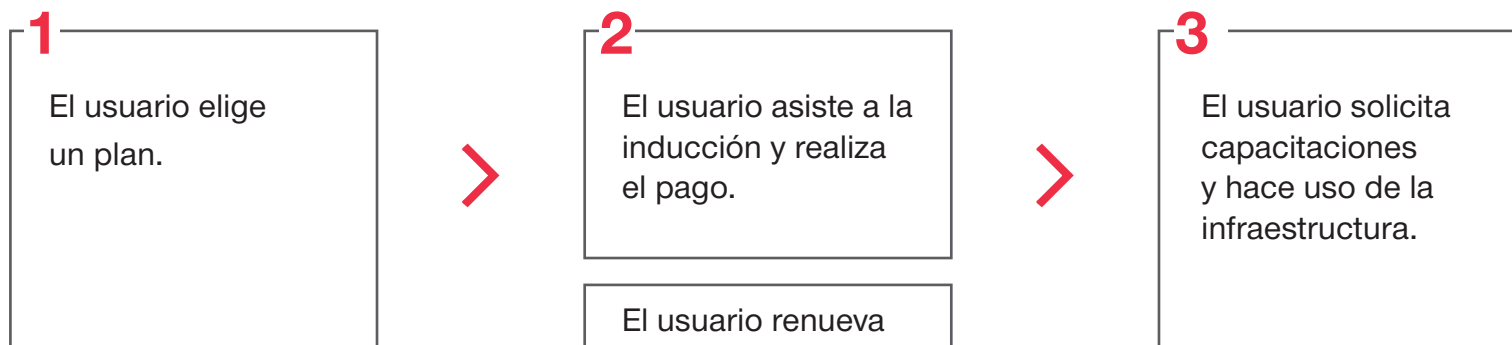 1
El usuario elige
un plan.
2
El usuario asiste a la
inducción y realiza
el pago.
El usuario renueva
3
El usuario solicita
capacitaciones
y hace uso de la
infraestructura.